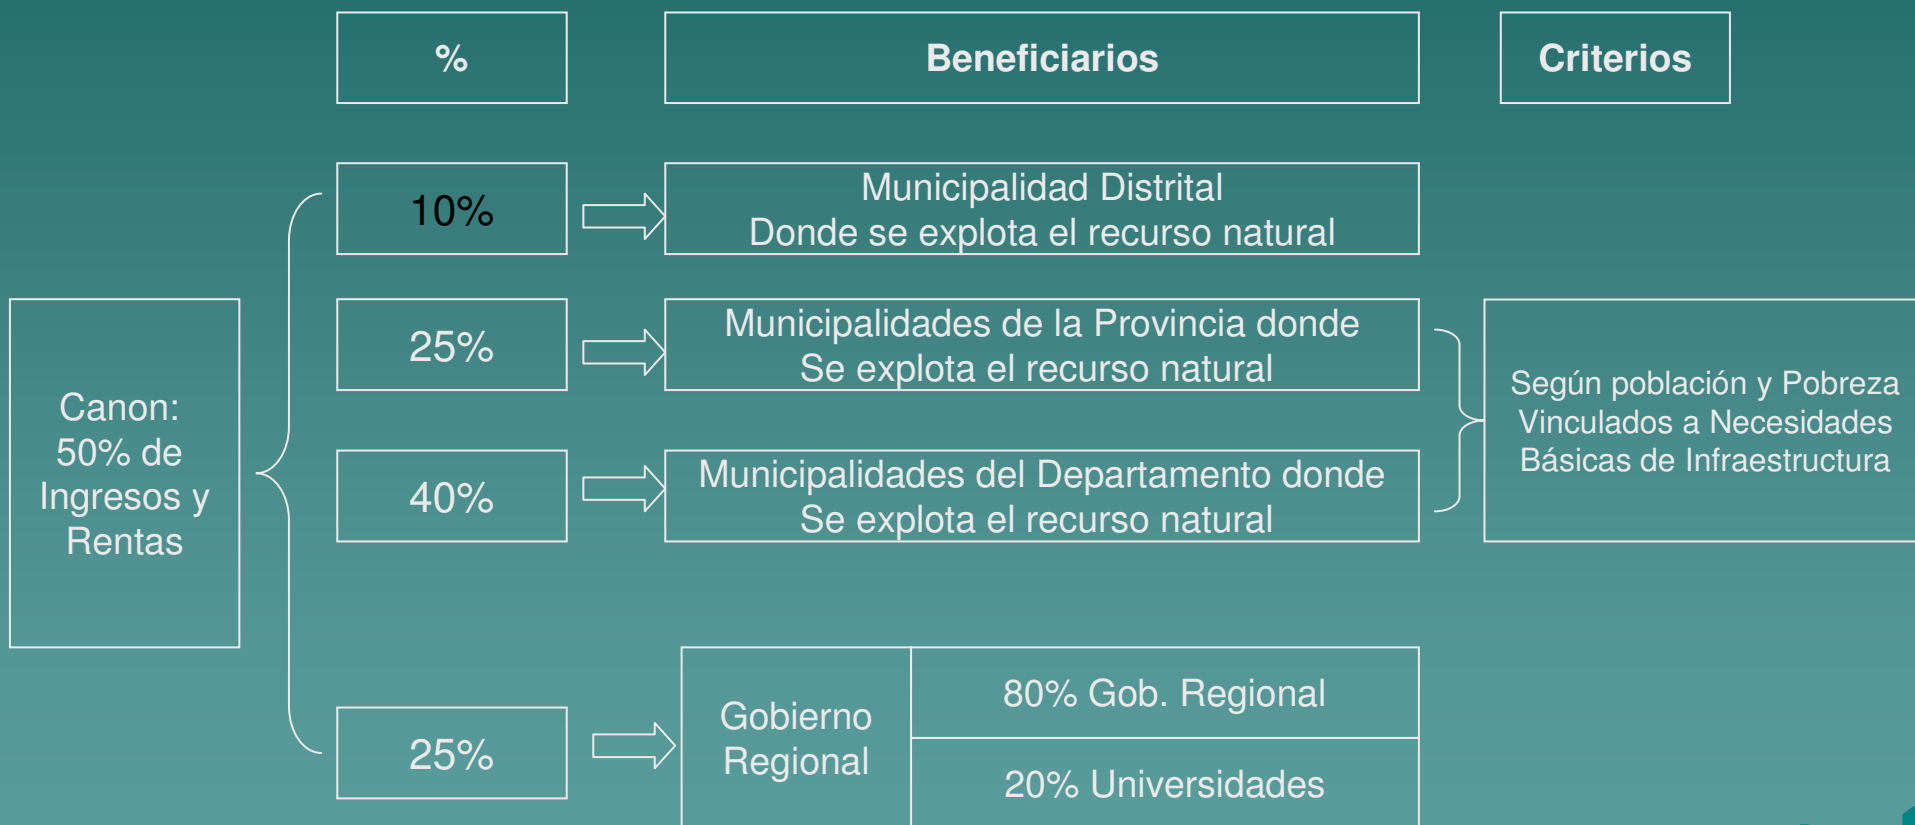 %
Beneficiarios
Criterios
10%
Municipalidad Distrital
Donde se explota el recurso natural
25%
Municipalidades de la Provincia donde
Se explota el recurso natural
Canon:
50% de
Ingresos y
Rentas
Según población y Pobreza
Vinculados a Necesidades
Básicas de Infraestructura
40%
Municipalidades del Departamento donde
Se explota el recurso natural
25%
Gobierno
Regional
80% Gob. Regional
20% Universidades